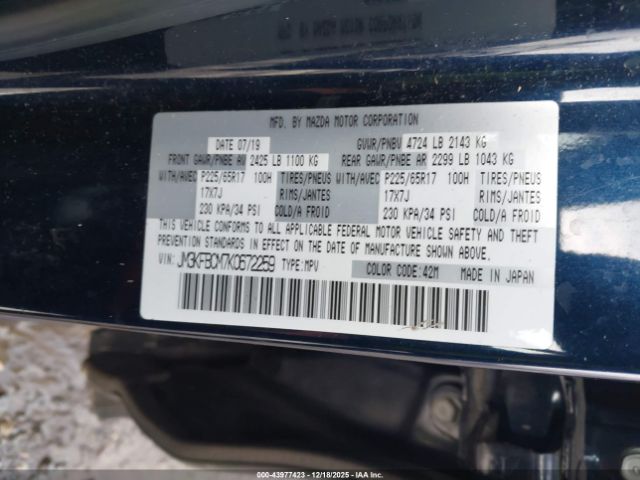 MFD. BY MAZDA MOTOR CORPORATION
DATE 07/19 GVWR/PNBV 4724 LB 2143 KG
FRONT GAWR/PNBE AV 2425 LB 1100 KG REAR GAWR/PNBE AR 2299 LB 1043 KG
WITH/AVEC P225/65R17 100H TIRES/PNEUS WITH/AVEC P225/65R17 100H TIRES/PNEUS
17X7J RIMS/JANTES 17X7J RIMS/JANTES
230 KPA/34 PSI COLD/A FROID 230 KPA/34 PSI COLD/A FROID
THIS VEHICLE CONFORMS TO ALL APPLICABLE FEDERAL MOTOR VEHICLE SAFETY AND THEFT
PREVENTION STANDARDS IN EFFECT ON THE DATE OF MANUFACTURE SHOWN ABOVE.
VIN: JM3KFBCM7K0672259 TYPE:MPV COLOR CODE:42M MADE IN JAPAN
000-43977423 | 12/18/2025 | IAA Inc.